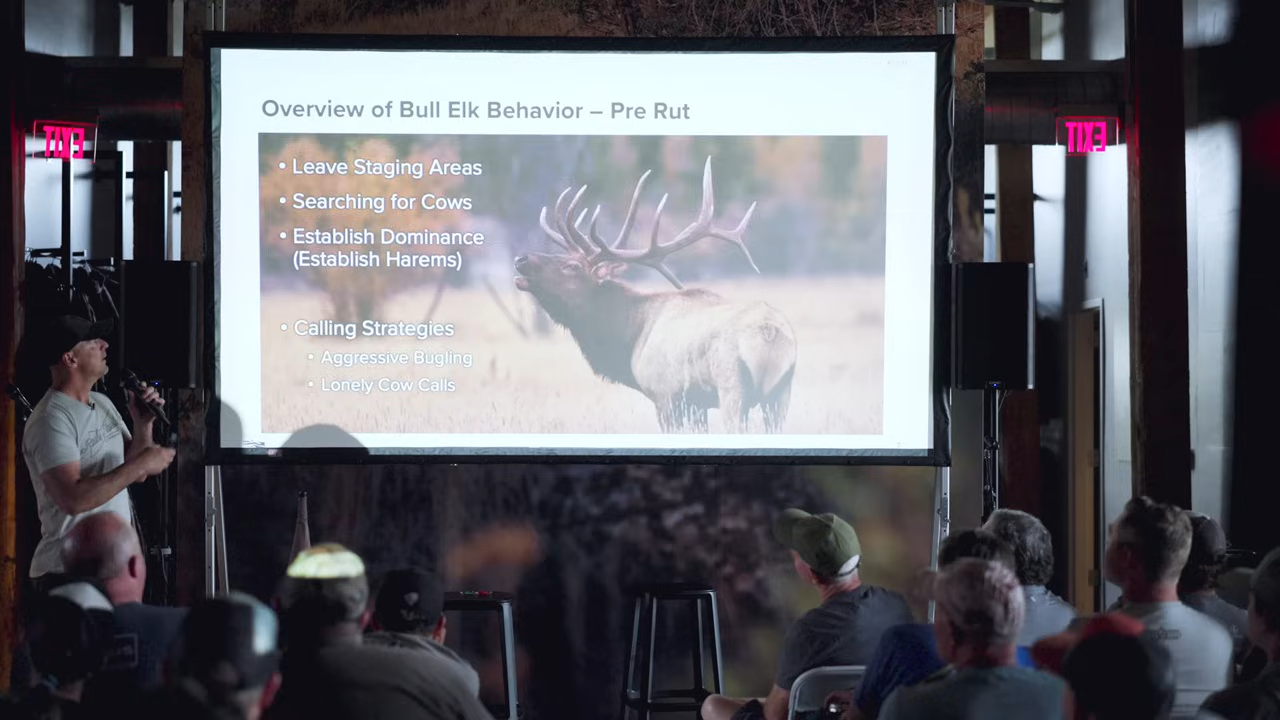 Overview of Bull Elk Behavior – Pre Rut
• Leave Staging Areas
• Searching for Cows
• Establish Dominance
(Establish Harems)
• Calling Strategies
• Aggressive Bugling
• Lonely Cow Calls
EXIT
EXIT